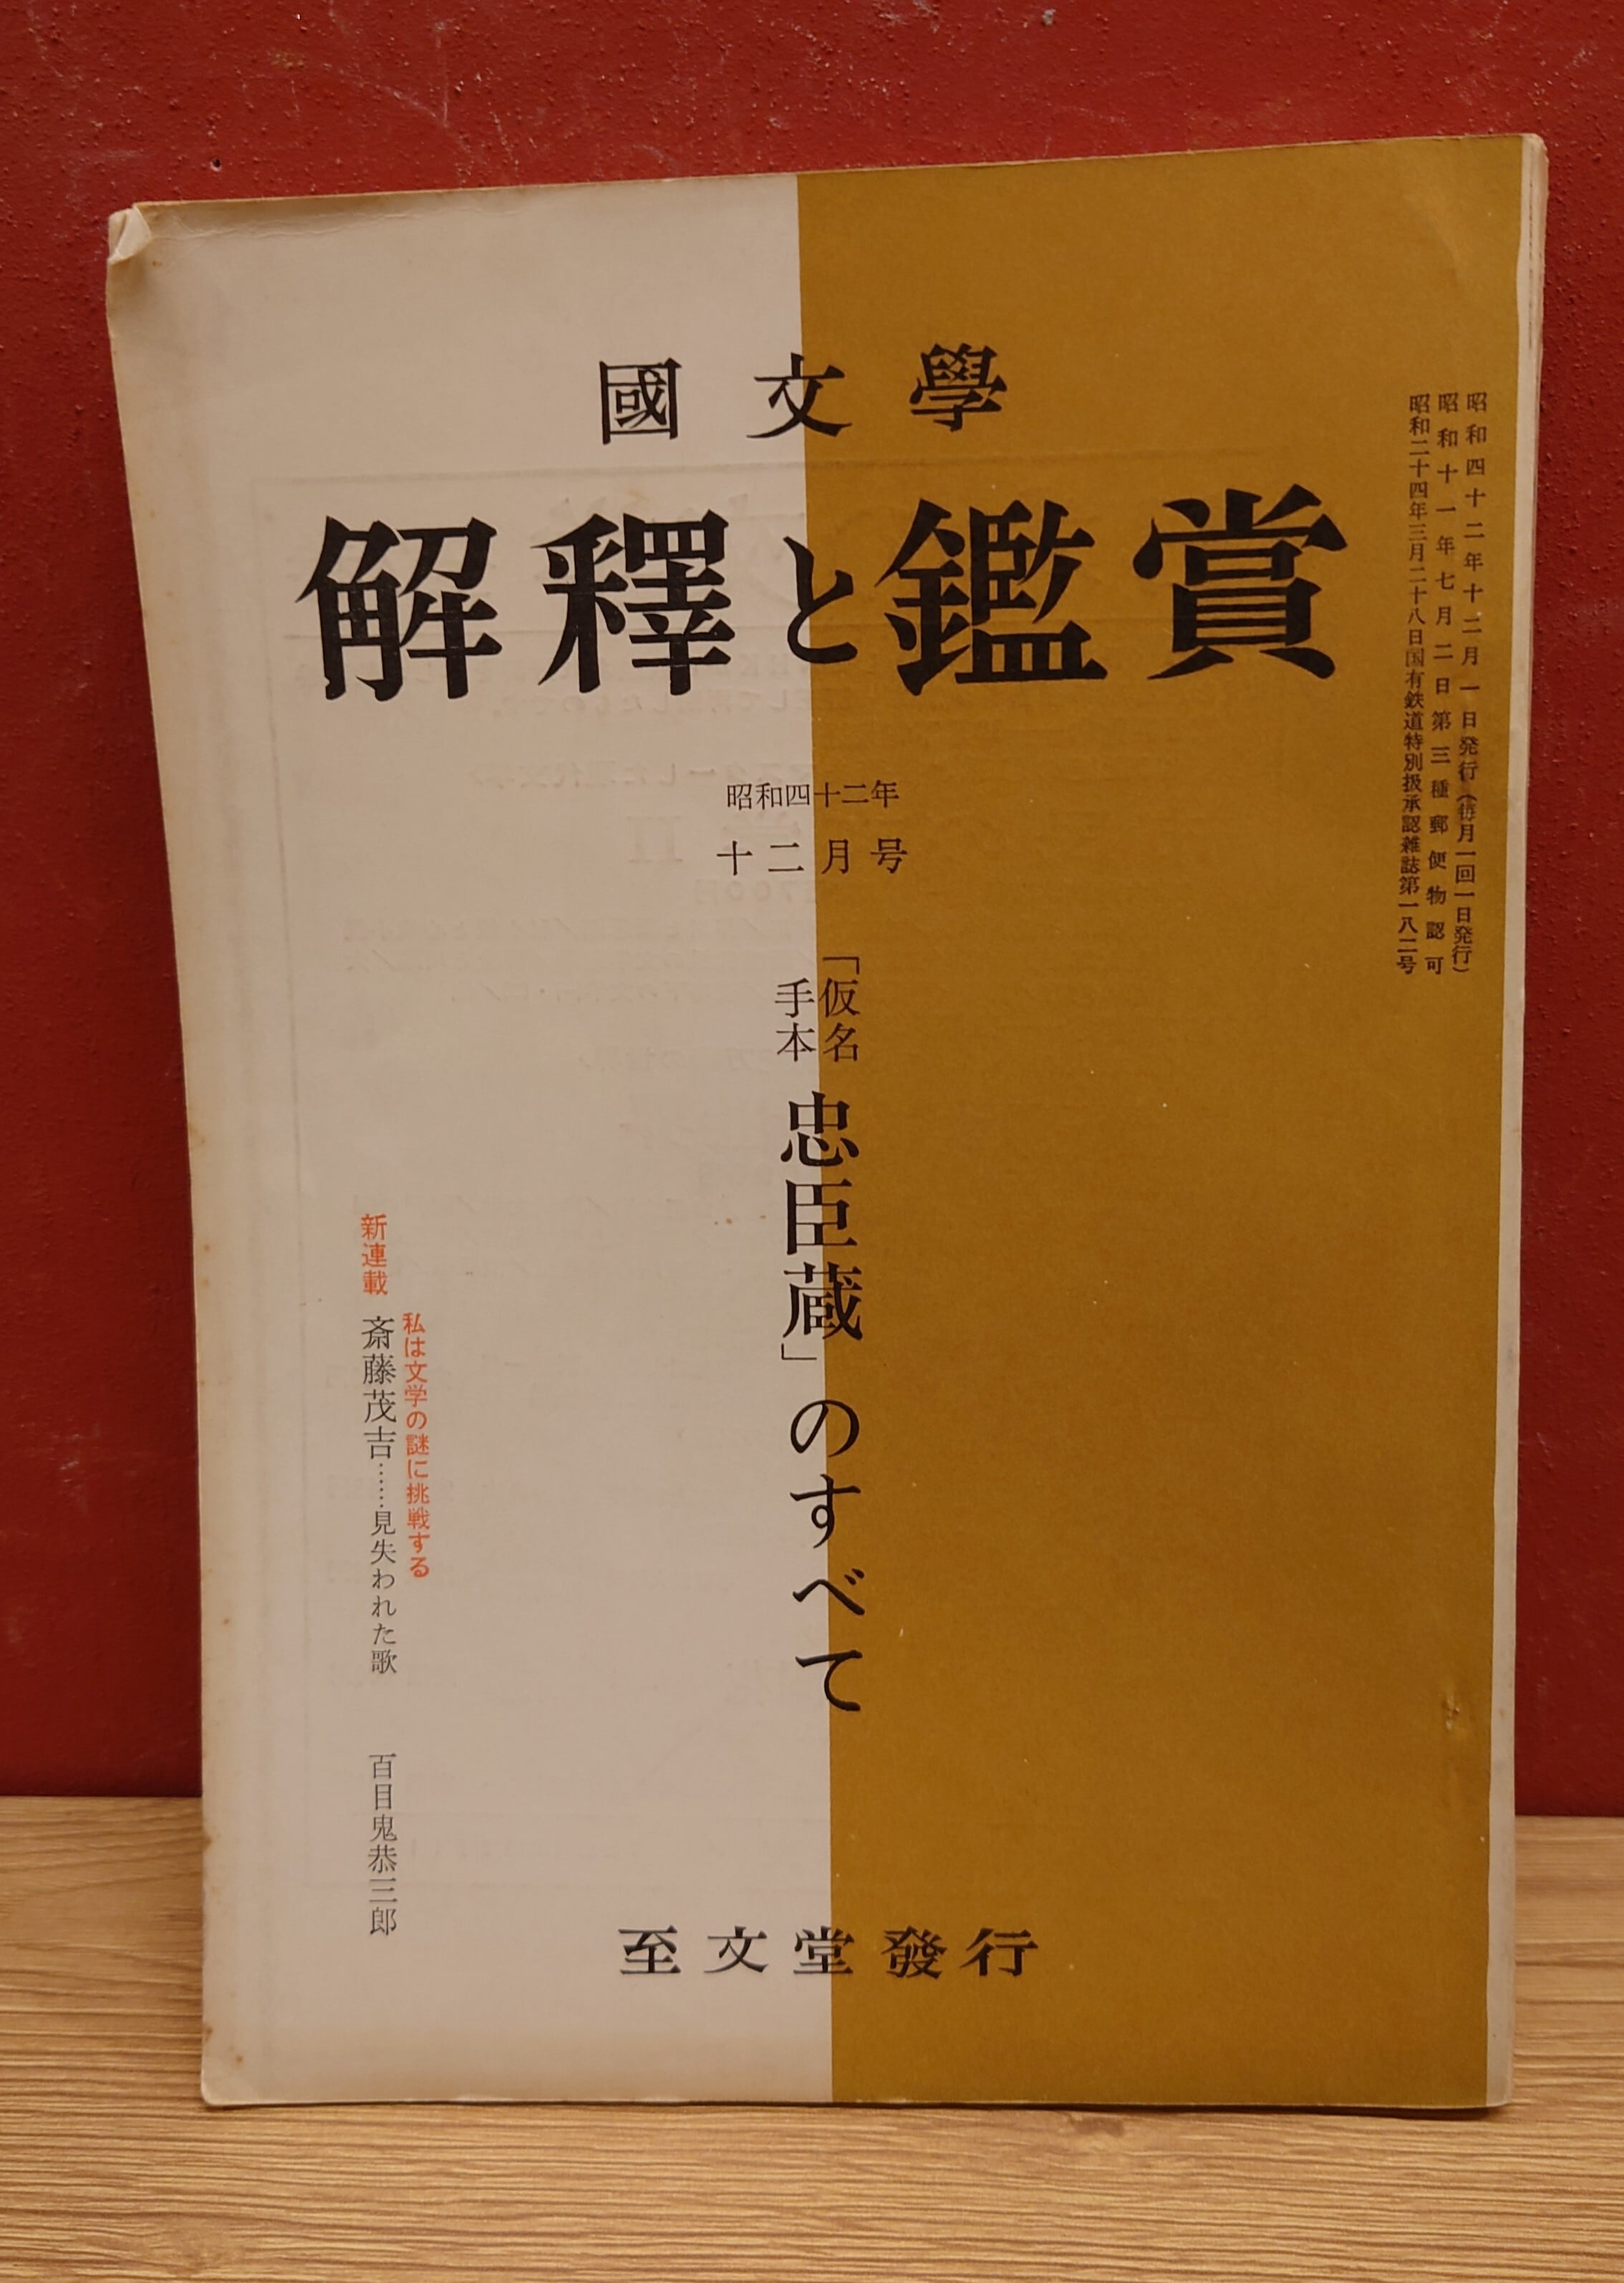 國文學
解釋と鑑賞
昭和四十二年十二月一日発行（毎月一回一日発行）
昭和十一年七月二日第三種郵便物認可
昭和二十四年三月二十八日国有鉄道特別扱承認雑誌第一八二号
昭和四十二年
十二月号
「仮名手本忠臣蔵」のすべて
私は文学の謎に挑戦する
新連載 斎藤茂吉……見失われた歌 百目鬼恭三郎
至文堂發行